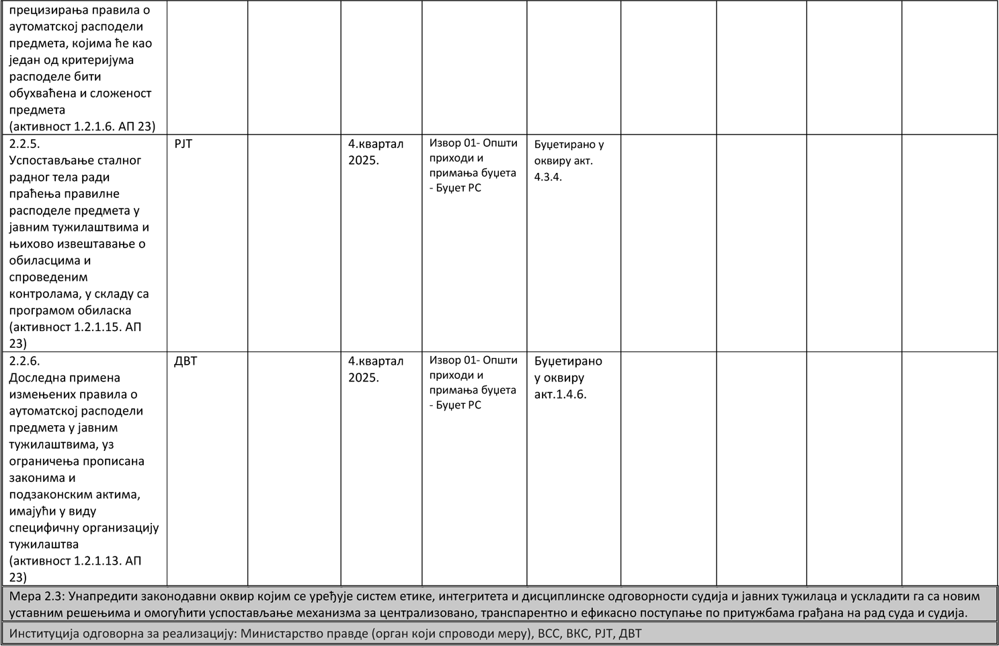 прецизирања правила о
аутоматској расподели
предмета, којима ће као
један од критеријума
расподеле бити
обухваћена и сложеност
предмета
(активност 1.2.1.6. АП 23)
2.2.5.
Успостављање сталног
радног тела ради
праћења правилне
расподеле предмета у
јавним тужилаштвима и
њихово извештавање о
обиласцима и
спроведеним
контролама, у складу са
програмом обиласка
(активност 1.2.1.15. АП
23)
РЈТ
4.квартал
2025.
Извор 01- Општи
приходи и
примања буџета
- Буџет РС
Буџетирано у
оквиру акт.
4.3.4.
2.2.6.
Доследна примена
измењених правила о
аутоматској расподели
предмета у јавним
тужилаштвима, уз
ограничења прописана
законима и
подзаконским актима,
имајући у виду
специфичну организацију
тужилаштва
(активност 1.2.1.13. АП
23)
ДВТ
4.квартал
2025.
Извор 01- Општи
приходи и
примања буџета
- Буџет РС
Буџетирано
у оквиру
акт.1.4.6.
Мера 2.3: Унапредити законодавни оквир којим се уређује систем етике, интегритета и дисциплинске одговорности судија и јавних тужилаца и ускладити га са новим
уставним решењима и омогућити успостављање механизма за централизовано, транспарентно и ефикасно поступање по притужбама грађана на рад суда и судија.
Институција одговорна за реализацију: Министарство правде (орган који спроводи меру), ВСС, ВКС, РЈТ, ДВТ